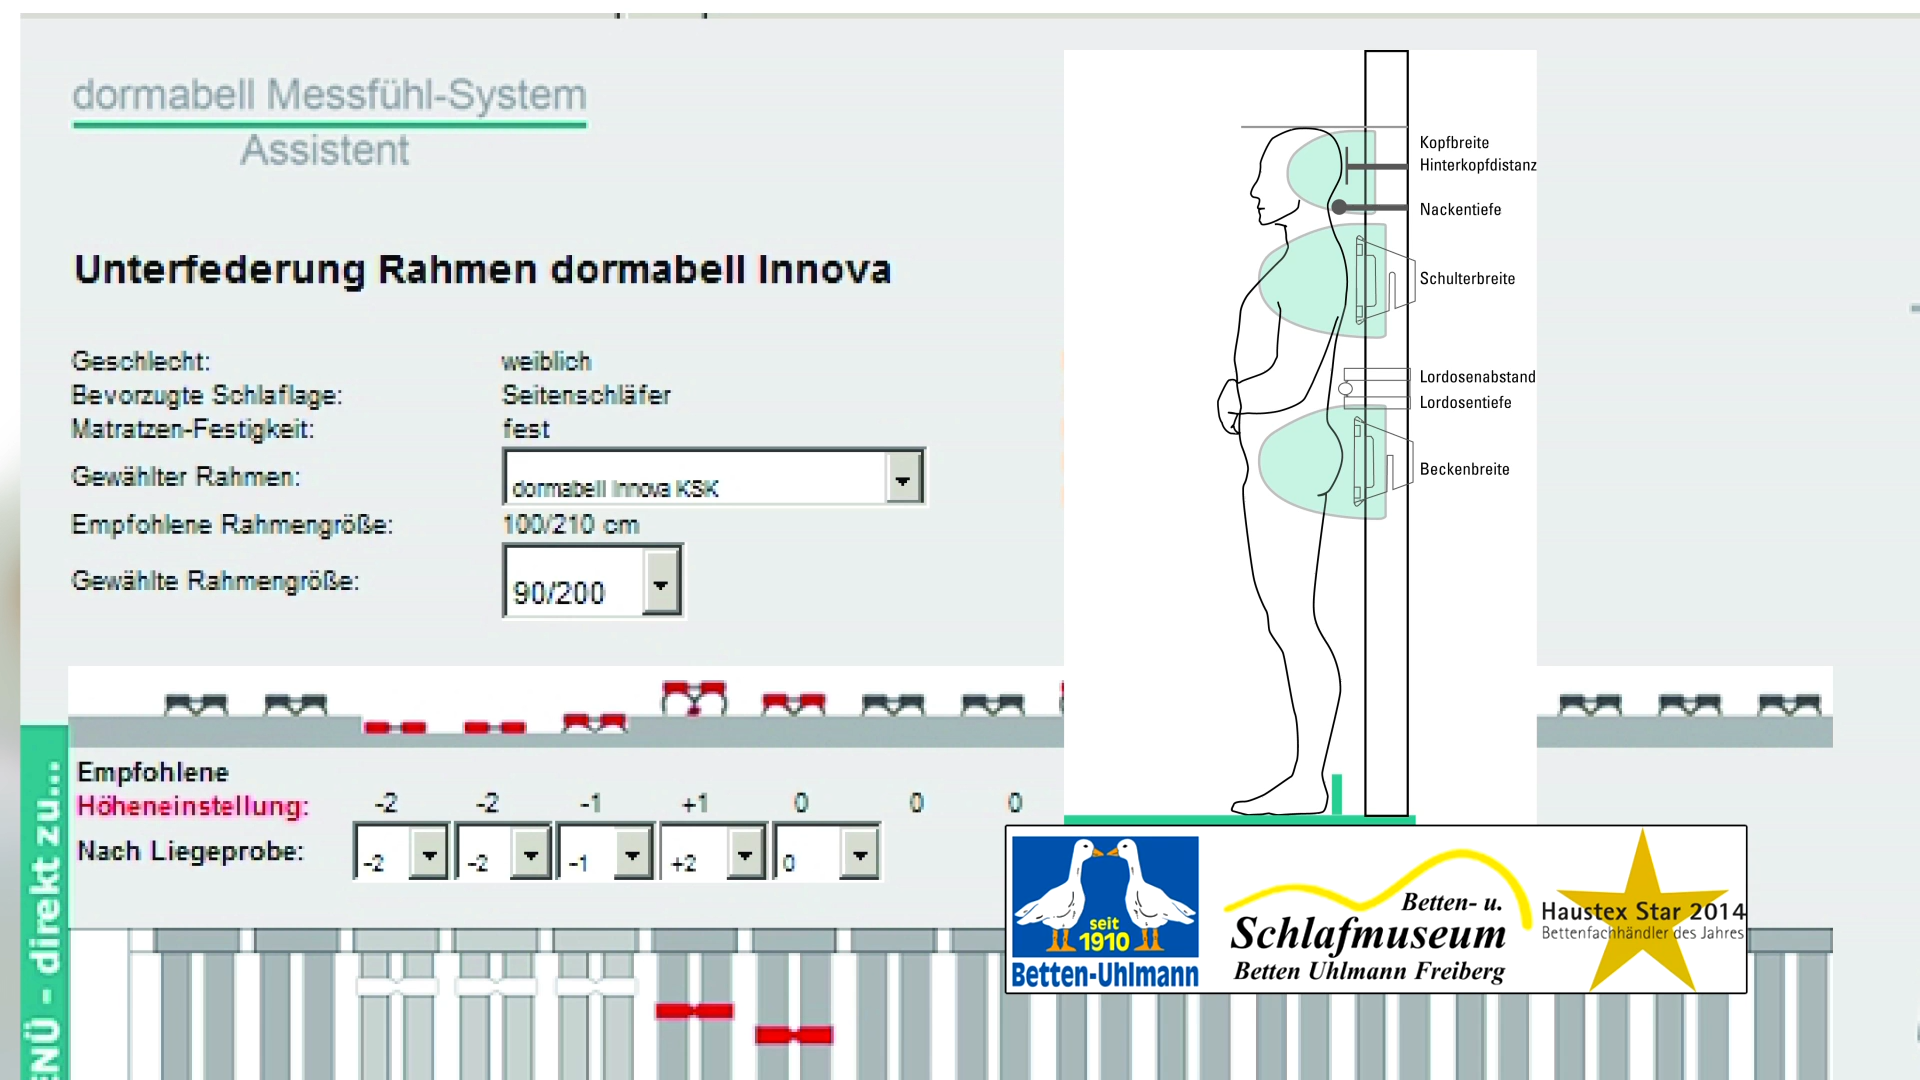 dormabell Messfühl-System
Assistent
Unterfederung Rahmen dormabell Innova
Geschlecht: weiblich
Bevorzugte Schlaflage: Seitenschläfer
Matratzen-Festigkeit: fest
Gewählter Rahmen: dormabell Innova KSK
Empfohlene Rahmengröße: 100/210 cm
Gewählte Rahmengröße: 90/200
Kopfbreite
Hinterkopfdistanz
Nackentiefe
Schulterbreite
Lordosenabstand
Lordosentiefe
Beckenbreite
Empfohlene
Höheneinstellung: -2 -2 -1 +1 0 0 0
Nach Liegeprobe: -2 -2 -1 +2 0
ENÜ - direkt zu...
seit
1910
Betten-Uhlmann
Betten- u.
Schlafmuseum
Betten Uhlmann Freiberg
Haustex Star 2014
Bettenfachhändler des Jahres